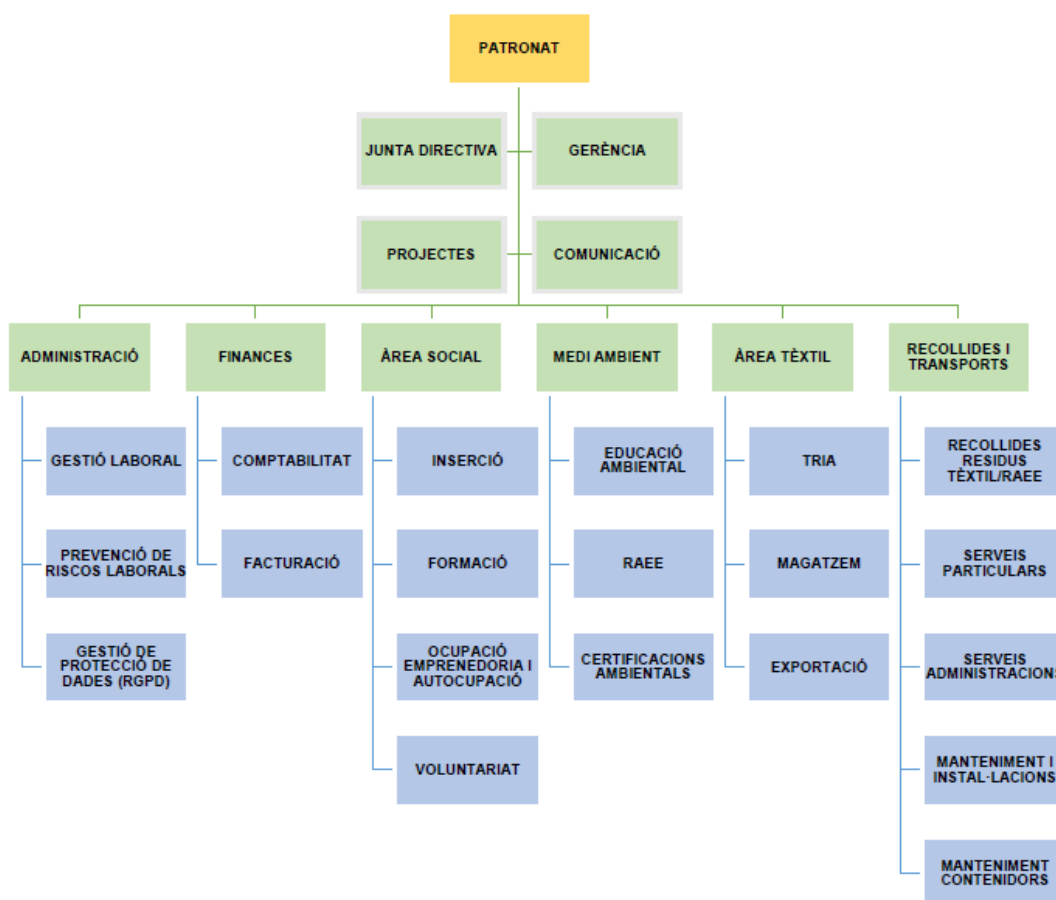 PATRONAT
JUNTA DIRECTIVA
GERÈNCIA
PROJECTES
COMUNICACIÓ
ADMINISTRACIÓ
FINANCES
ÀREA SOCIAL
MEDI AMBIENT
ÀREA TÈXTIL
RECOLLIDES I
TRANSPORTS
GESTIÓ LABORAL
PREVENCIÓ DE
RISCOS LABORALS
GESTIÓ DE
PROTECCIÓ DE
DADES (RGPD)
COMPTABILITAT
FACTURACIÓ
INSERCIÓ
FORMACIÓ
OCUPACIÓ
EMPRENEDORIA I
AUTOCUPACIÓ
VOLUNTARIAT
EDUCACIÓ
AMBIENTAL
RAEE
CERTIFICACIONS
AMBIENTALS
TRIA
MAGATZEM
EXPORTACIÓ
RECOLLIDES
RESIDUS
TÈXTIL/RAEE
SERVEIS
PARTICULARS
SERVEIS
ADMINISTRACIONS
MANTENIMENT I
INSTAL·LACIONS
MANTENIMENT
CONTENIDORS